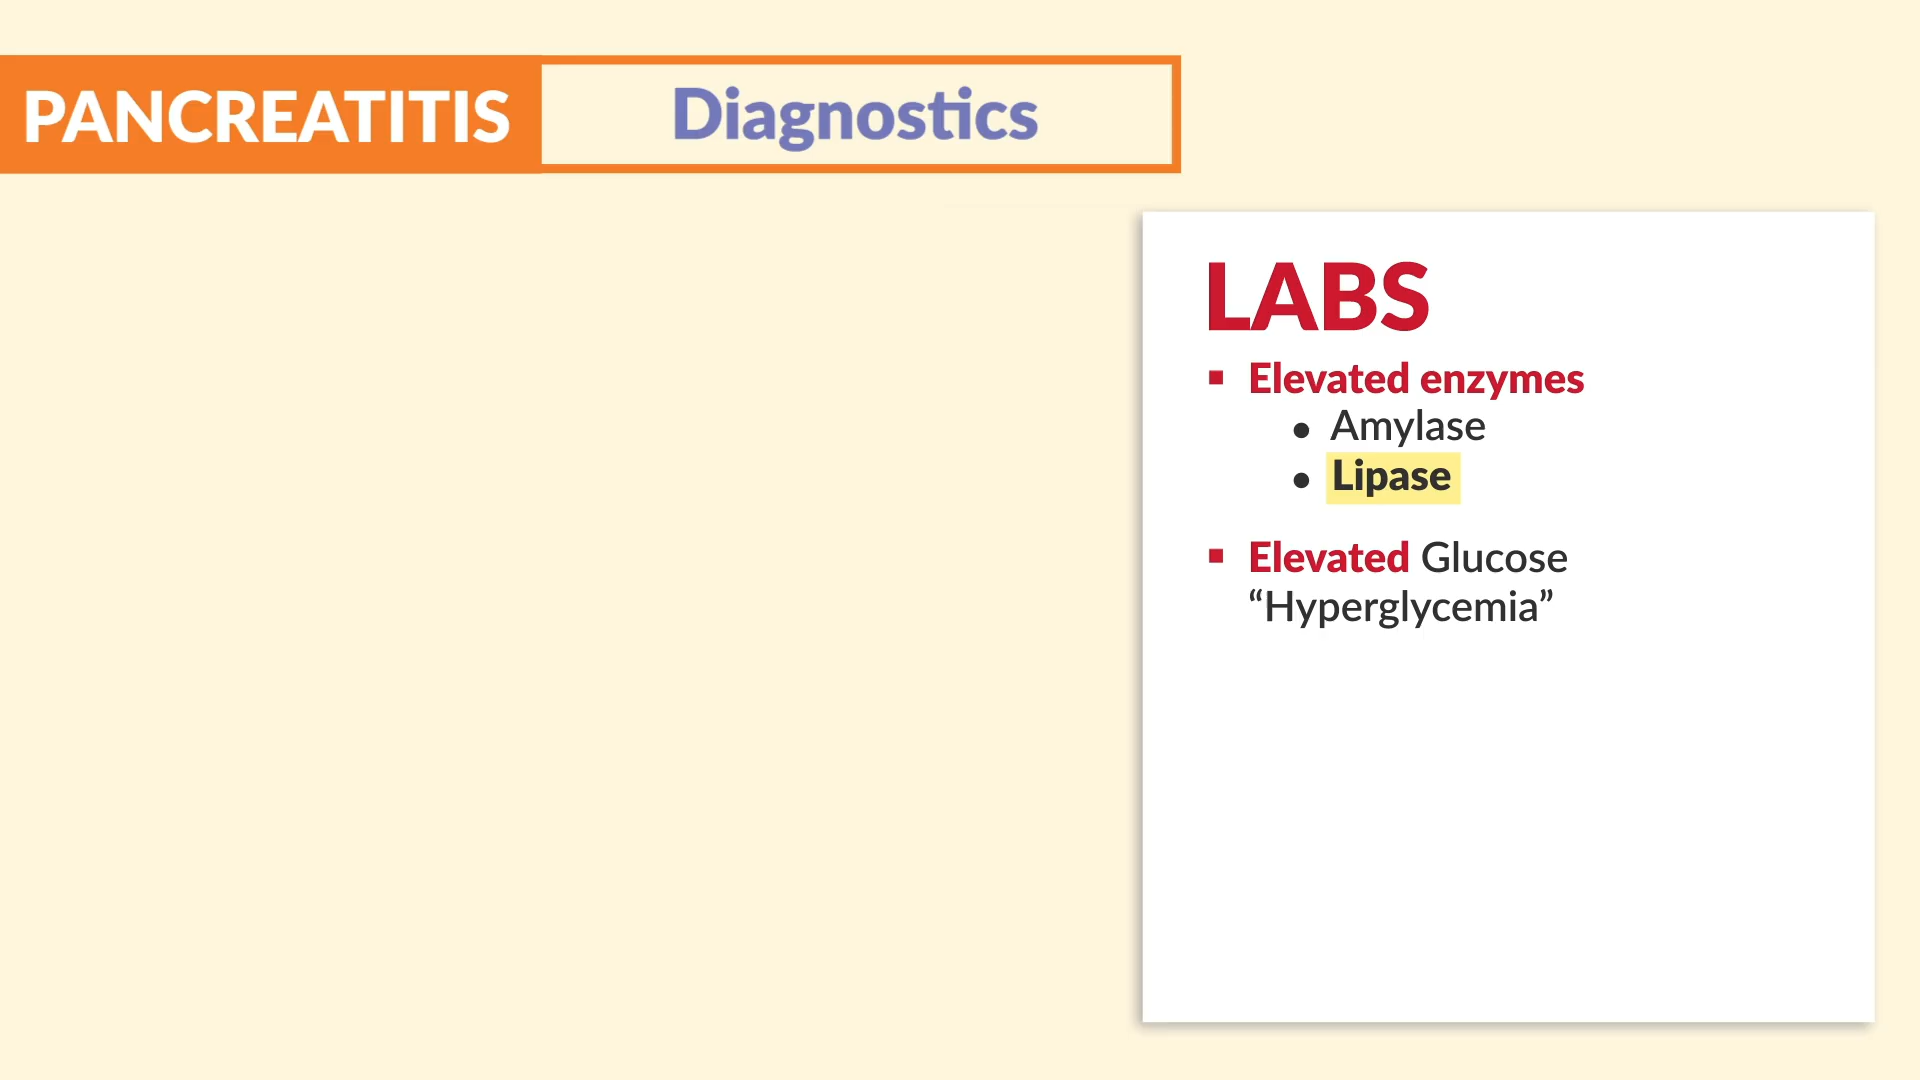 PANCREATITIS
Diagnostics
LABS
▪ Elevated enzymes
• Amylase
• Lipase
▪ Elevated Glucose
“Hyperglycemia”